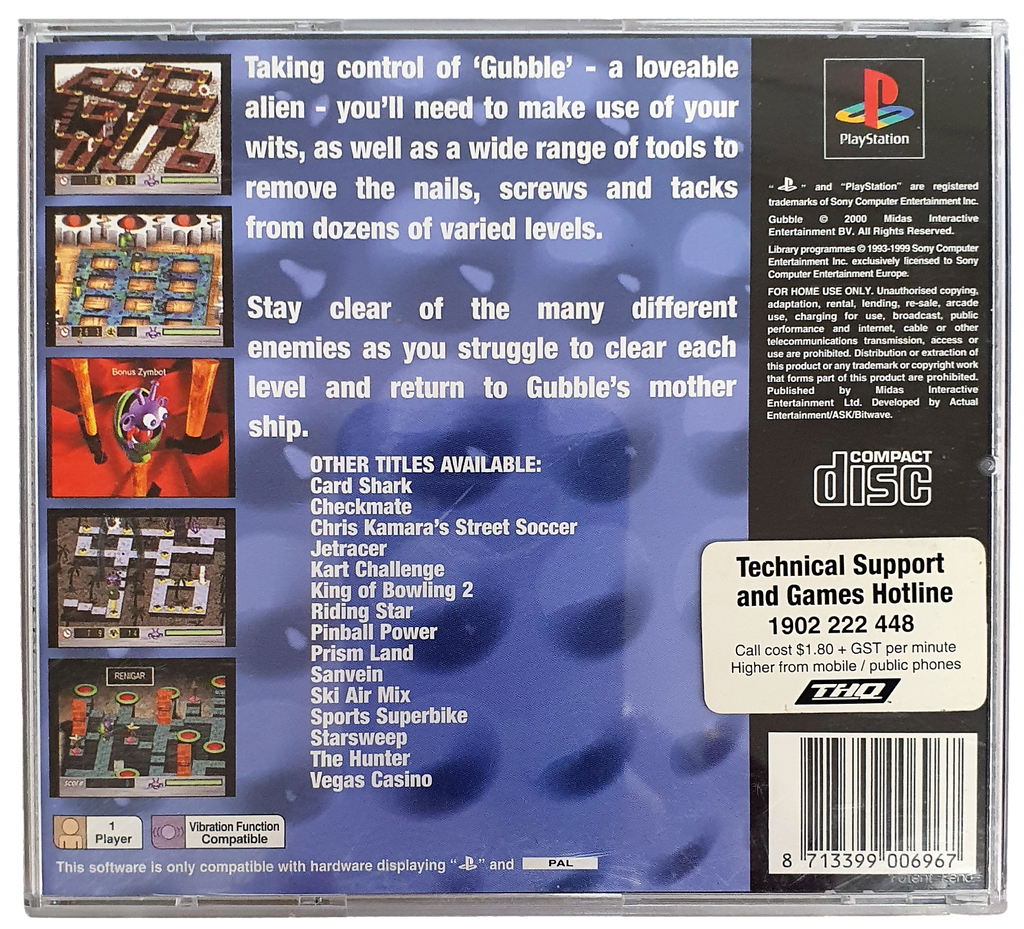 Taking control of ‘Gubble’ - a loveable
alien - you’ll need to make use of your
wits, as well as a wide range of tools to
remove the nails, screws and tacks
from dozens of varied levels.
Stay clear of the many different
enemies as you struggle to clear each
level and return to Gubble’s mother
ship.
OTHER TITLES AVAILABLE:
Card Shark
Checkmate
Chris Kamara’s Street Soccer
Jetracer
Kart Challenge
King of Bowling 2
Riding Star
Pinball Power
Prism Land
Sanvein
Ski Air Mix
Sports Superbike
Starsweep
The Hunter
Vegas Casino
Bonus Zymbot
RENIGAR
score
1
Player
Vibration Function
Compatible
This software is only compatible with hardware displaying “ ” and PAL
PlayStation
“ ” and “PlayStation” are registered
trademarks of Sony Computer Entertainment Inc.
Gubble © 2000 Midas Interactive
Entertainment BV. All Rights Reserved.
Library programmes © 1993-1999 Sony Computer
Entertainment Inc. exclusively licensed to Sony
Computer Entertainment Europe.
FOR HOME USE ONLY. Unauthorised copying,
adaptation, rental, lending, re-sale, arcade
use, charging for use, broadcast, public
performance and internet, cable or other
telecommunications transmission, access or
use are prohibited. Distribution or extraction of
this product or any trademark or copyright work
that forms part of this product are prohibited.
Published by Midas Interactive
Entertainment Ltd. Developed by Actual
Entertainment/ASK/Bitwave.
COMPACT
disc
Technical Support
and Games Hotline
1902 222 448
Call cost $1.80 + GST per minute
Higher from mobile / public phones
THQ
8 713399 006967